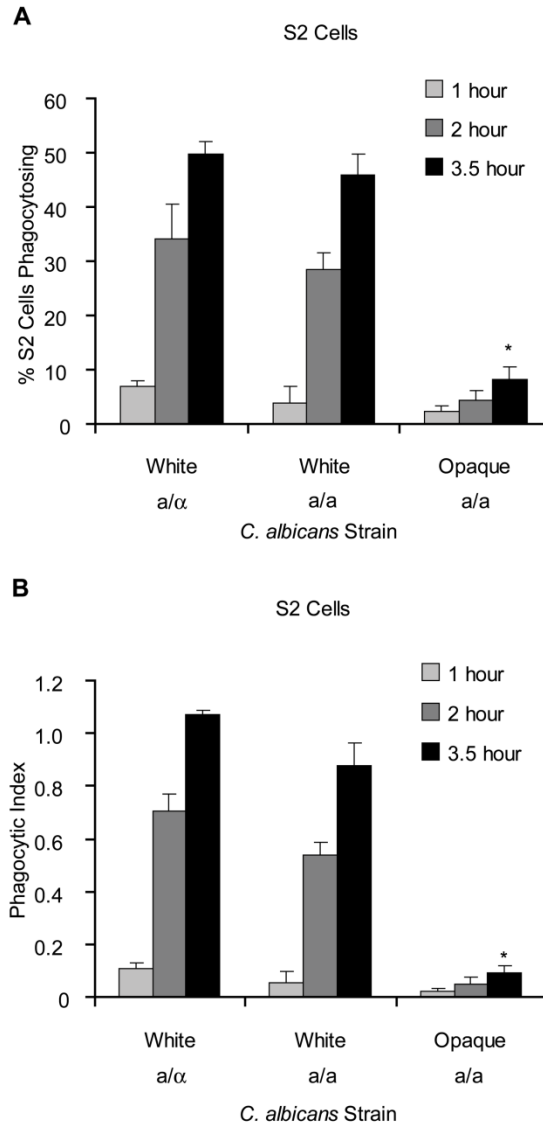 A
S2 Cells
1 hour
2 hour
3.5 hour
% S2 Cells Phagocytosing
60
50
40
30
20
10
0
*
White White Opaque
a/α a/a a/a
C. albicans Strain
B
S2 Cells
1 hour
2 hour
3.5 hour
Phagocytic Index
1.2
1.0
0.8
0.6
0.4
0.2
0
*
White White Opaque
a/α a/a a/a
C. albicans Strain